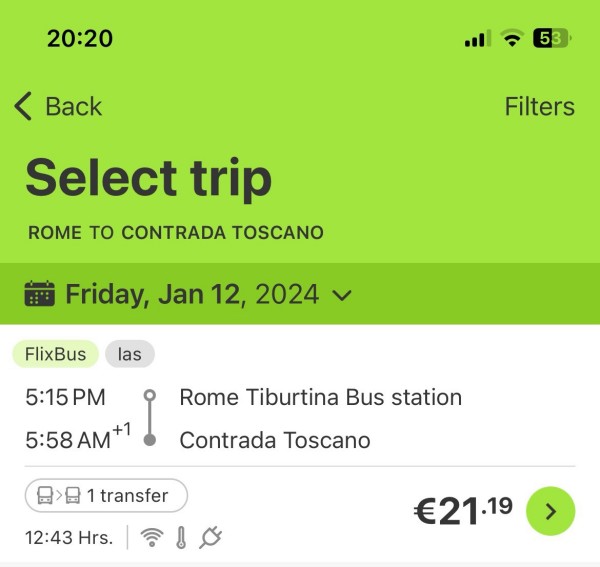 20:20
53
Back
Filters
Select trip
ROME TO CONTRADA TOSCANO
Friday, Jan 12, 2024
FlixBus Ias
5:15 PM Rome Tiburtina Bus station
5:58 AM+1 Contrada Toscano
1 transfer
€21.19
12:43 Hrs.